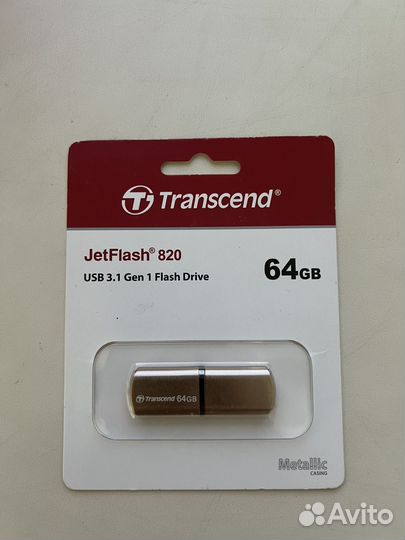 Transcend®
JetFlash® 820
USB 3.1 Gen 1 Flash Drive
64GB
Transcend 64GB
Metallic
CASING
Avito